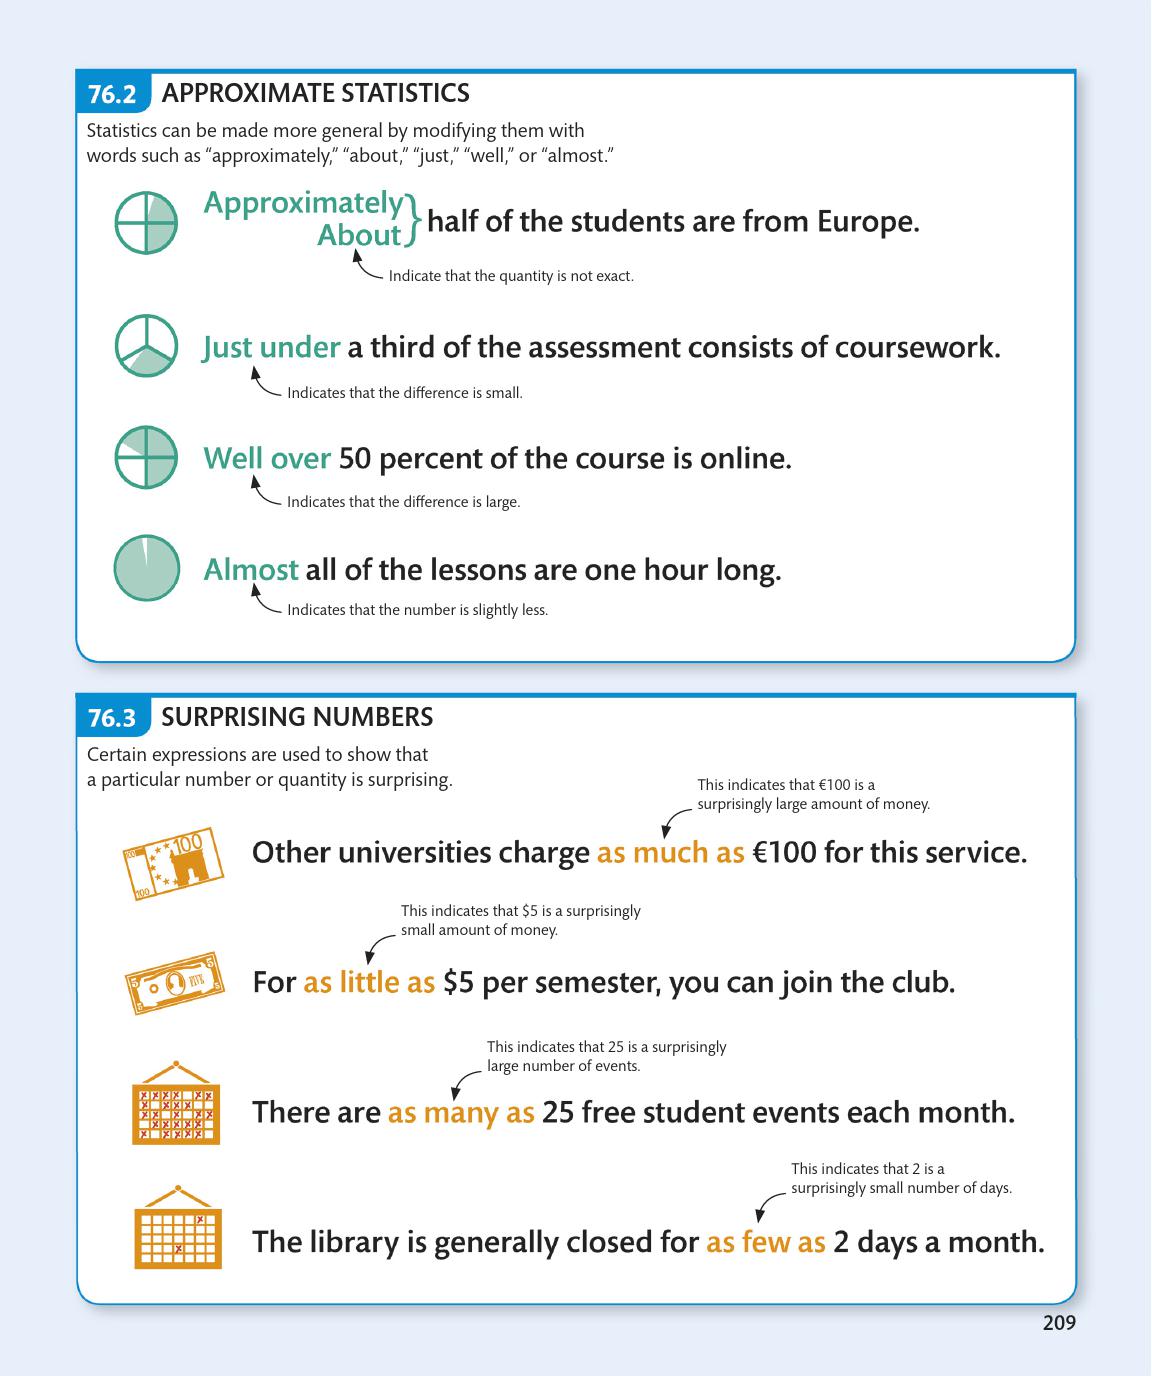 76.2 APPROXIMATE STATISTICS
Statistics can be made more general by modifying them with
words such as “approximately,” “about,” “just,” “well,” or “almost.”
Approximately
About
} half of the students are from Europe.
Indicate that the quantity is not exact.
Just under a third of the assessment consists of coursework.
Indicates that the difference is small.
Well over 50 percent of the course is online.
Indicates that the difference is large.
Almost all of the lessons are one hour long.
Indicates that the number is slightly less.
76.3 SURPRISING NUMBERS
Certain expressions are used to show that
a particular number or quantity is surprising.
This indicates that €100 is a
surprisingly large amount of money.
100
100
100
Other universities charge as much as €100 for this service.
This indicates that $5 is a surprisingly
small amount of money.
5
5
FIVE
5
5
For as little as $5 per semester, you can join the club.
This indicates that 25 is a surprisingly
large number of events.
There are as many as 25 free student events each month.
This indicates that 2 is a
surprisingly small number of days.
The library is generally closed for as few as 2 days a month.
209